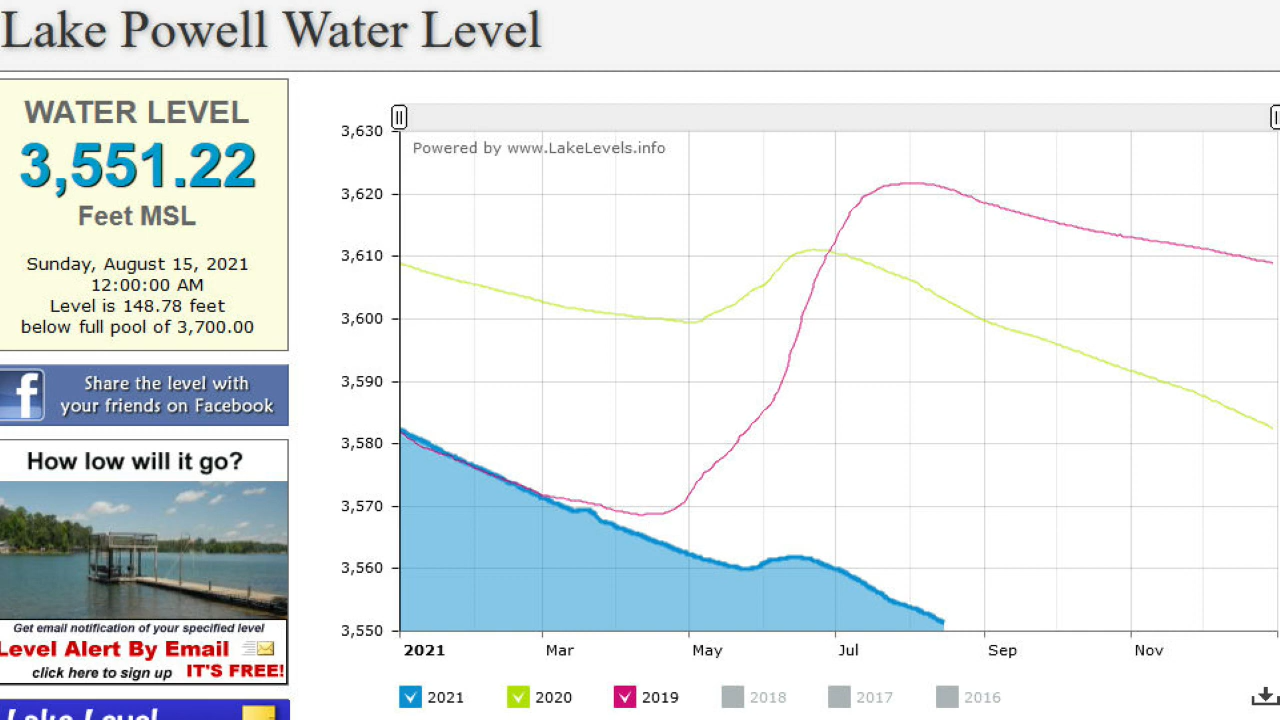 Lake Powell Water Level
WATER LEVEL
3,551.22
Feet MSL
Sunday, August 15, 2021
12:00:00 AM
Level is 148.78 feet
below full pool of 3,700.00
f
Share the level with
your friends on Facebook
How low will it go?
Get email notification of your specified level
Level Alert By Email
click here to sign up IT'S FREE!
Lake Level
Powered by www.LakeLevels.info
3,630
3,620
3,610
3,600
3,590
3,580
3,570
3,560
3,550
2021 Mar May Jul Sep Nov
2021 2020 2019 2018 2017 2016